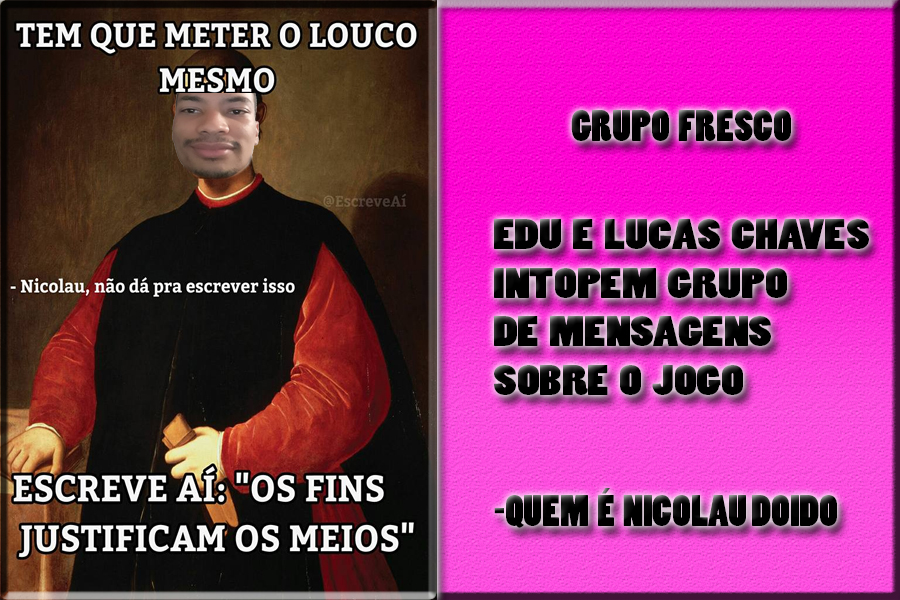 TEM QUE METER O LOUCO
MESMO
@EscreveAí
- Nicolau, não dá pra escrever isso
ESCREVE AÍ: "OS FINS
JUSTIFICAM OS MEIOS"
GRUPO FRESCO
EDU E LUCAS CHAVES
INTOPEM GRUPO
DE MENSAGENS
SOBRE O JOGO
-QUEM É NICOLAU DOIDO